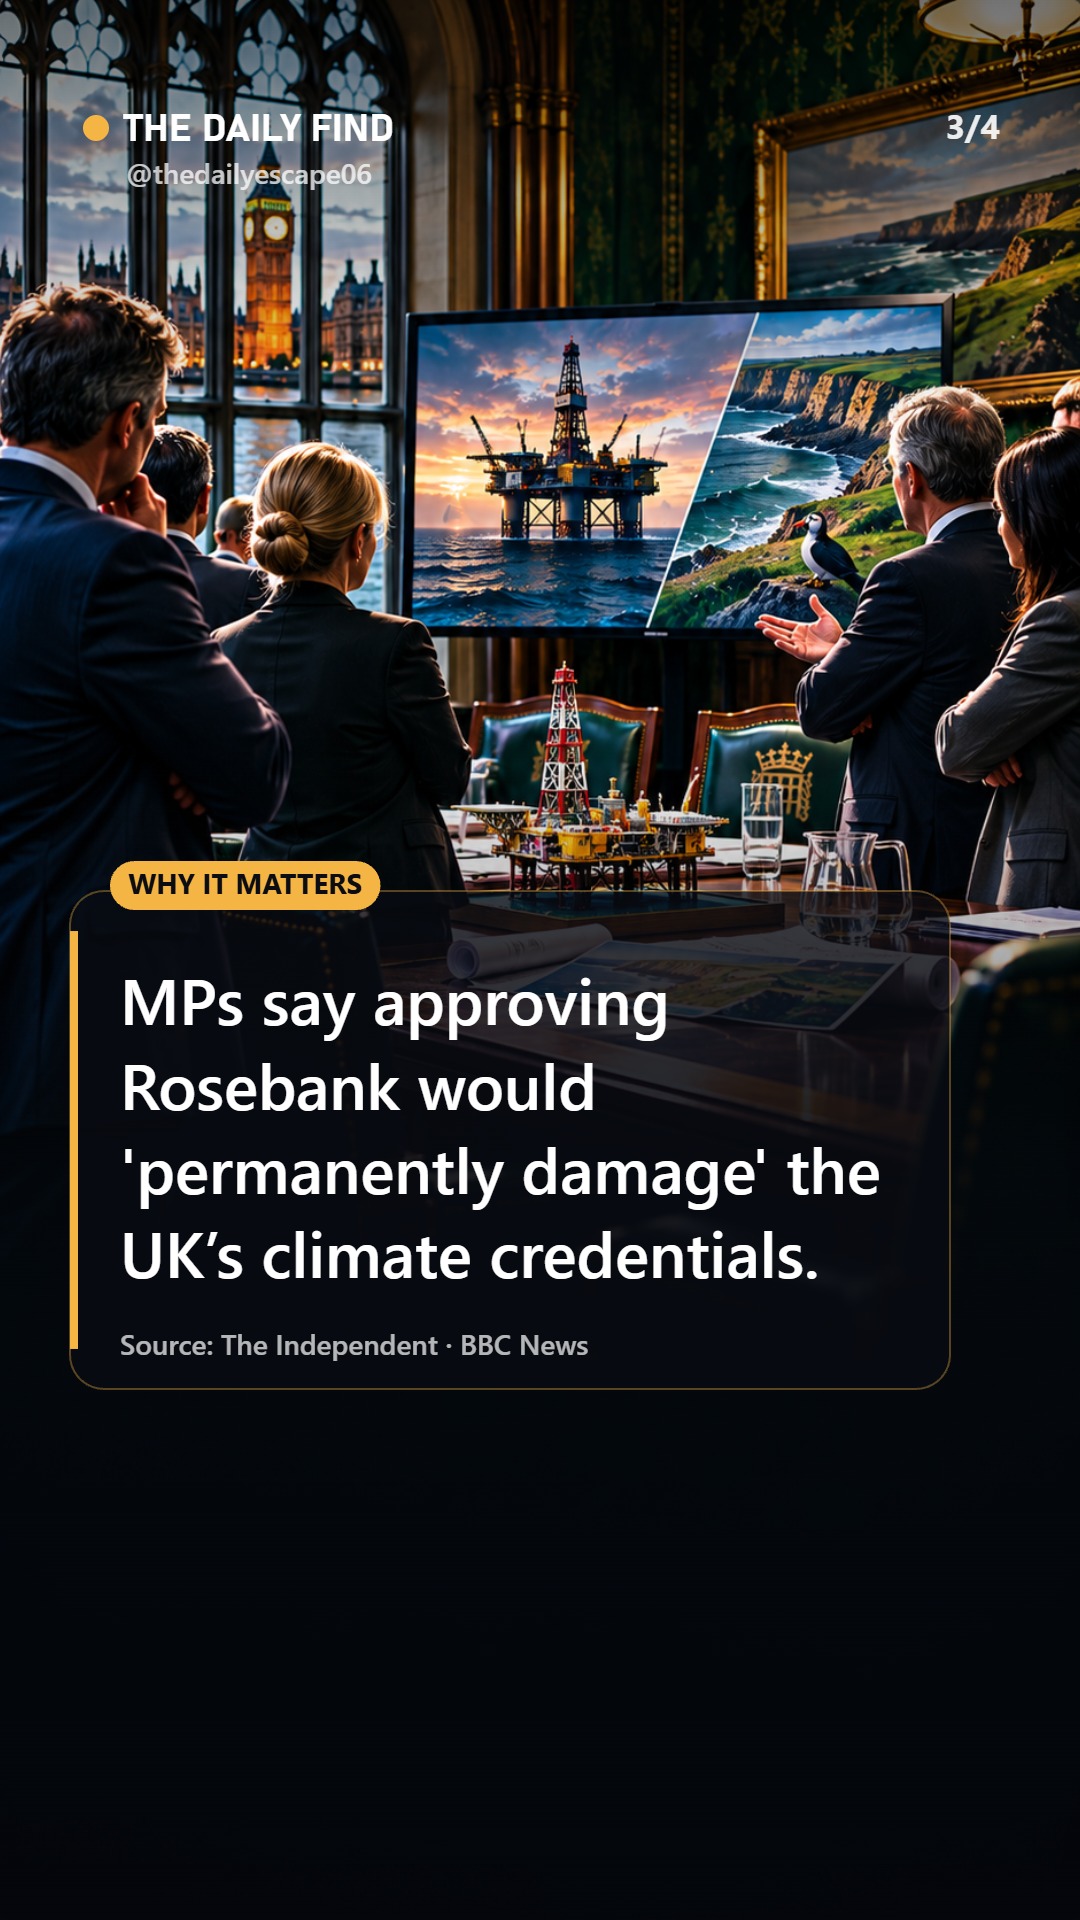 THE DAILY FIND
3/4
@thedailyescape06
WHY IT MATTERS
MPs say approving
Rosebank would
'permanently damage' the
UK’s climate credentials.
Source: The Independent · BBC News